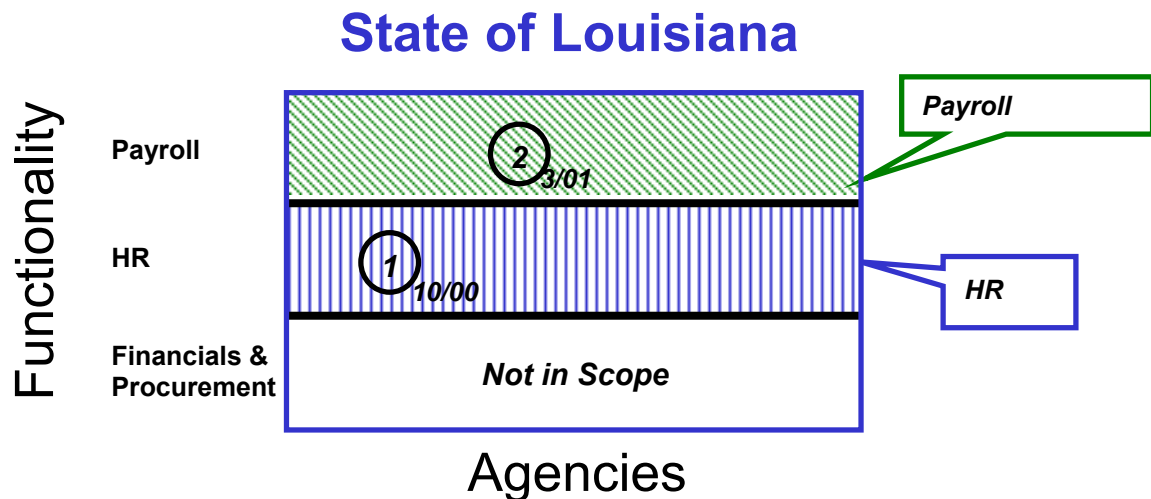 State of Louisiana
Functionality
Payroll
2
3/01
Payroll
HR
1
10/00
HR
Financials &
Procurement
Not in Scope
Agencies